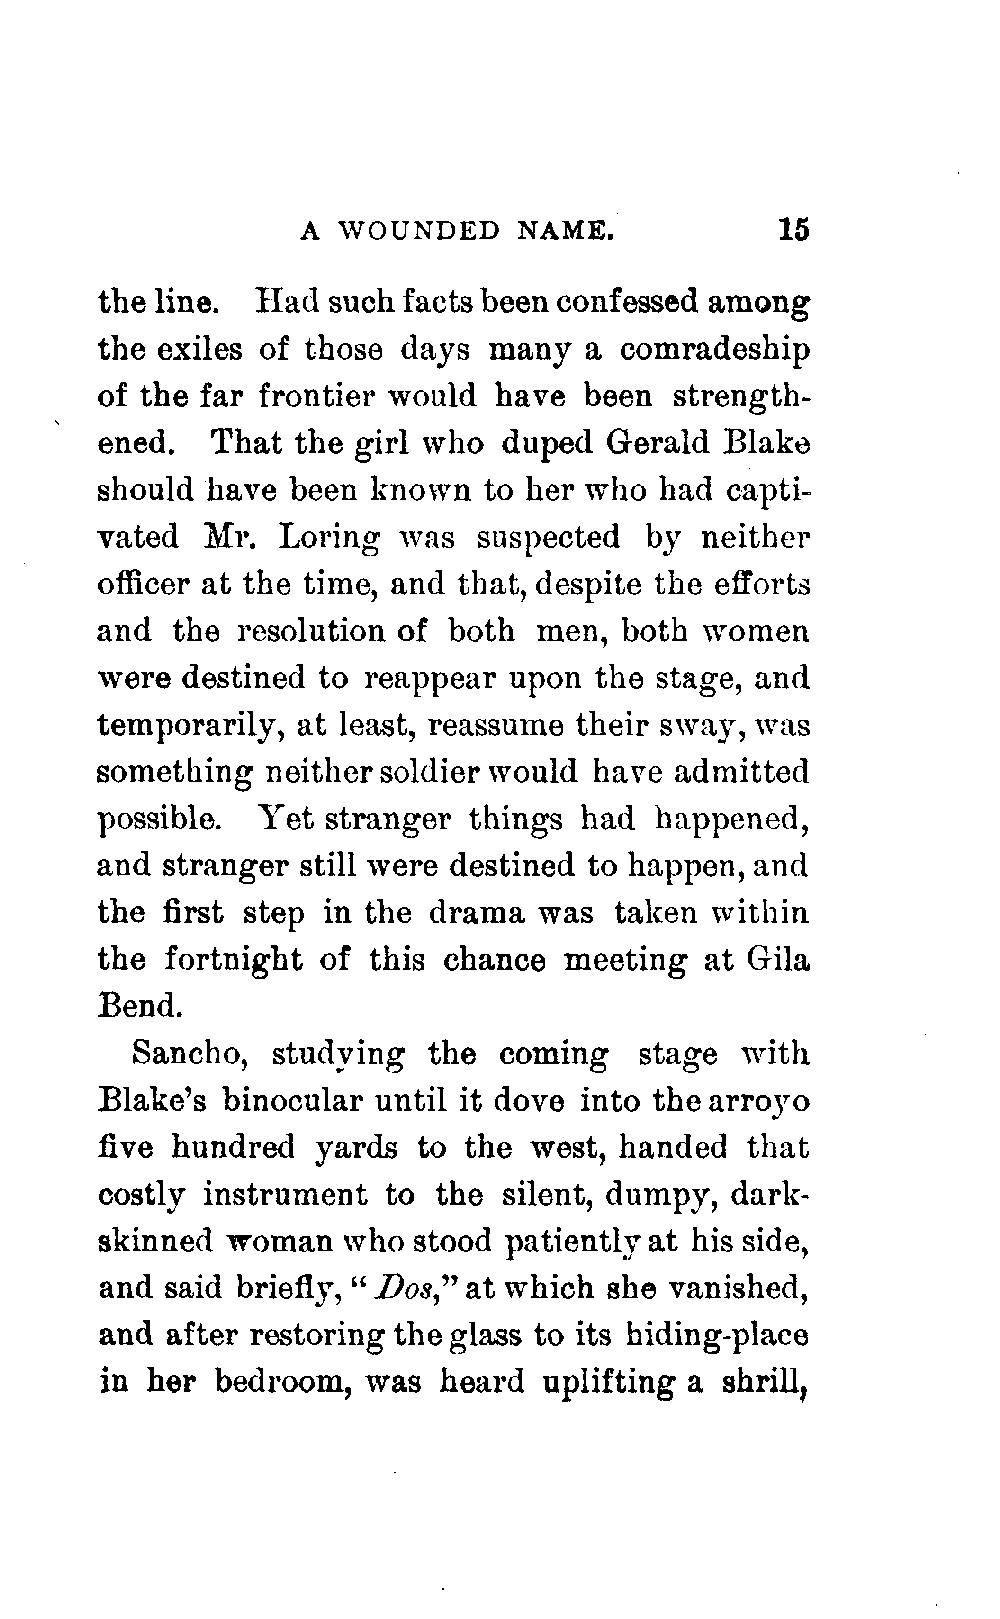 A WOUNDED NAME. 15
the line. Had such facts been confessed among
the exiles of those days many a comradeship
of the far frontier would have been strength-
ened. That the girl who duped Gerald Blake
should have been known to her who had capti-
vated Mr. Loring was suspected by neither
officer at the time, and that, despite the efforts
and the resolution of both men, both women
were destined to reappear upon the stage, and
temporarily, at least, reassume their sway, was
something neither soldier would have admitted
possible. Yet stranger things had happened,
and stranger still were destined to happen, and
the first step in the drama was taken within
the fortnight of this chance meeting at Gila
Bend.
Sancho, studying the coming stage with
Blake's binocular until it dove into the arroyo
five hundred yards to the west, handed that
costly instrument to the silent, dumpy, dark-
skinned woman who stood patiently at his side,
and said briefly, “ Dos,” at which she vanished,
and after restoring the glass to its hiding-place
in her bedroom, was heard uplifting a shrill,